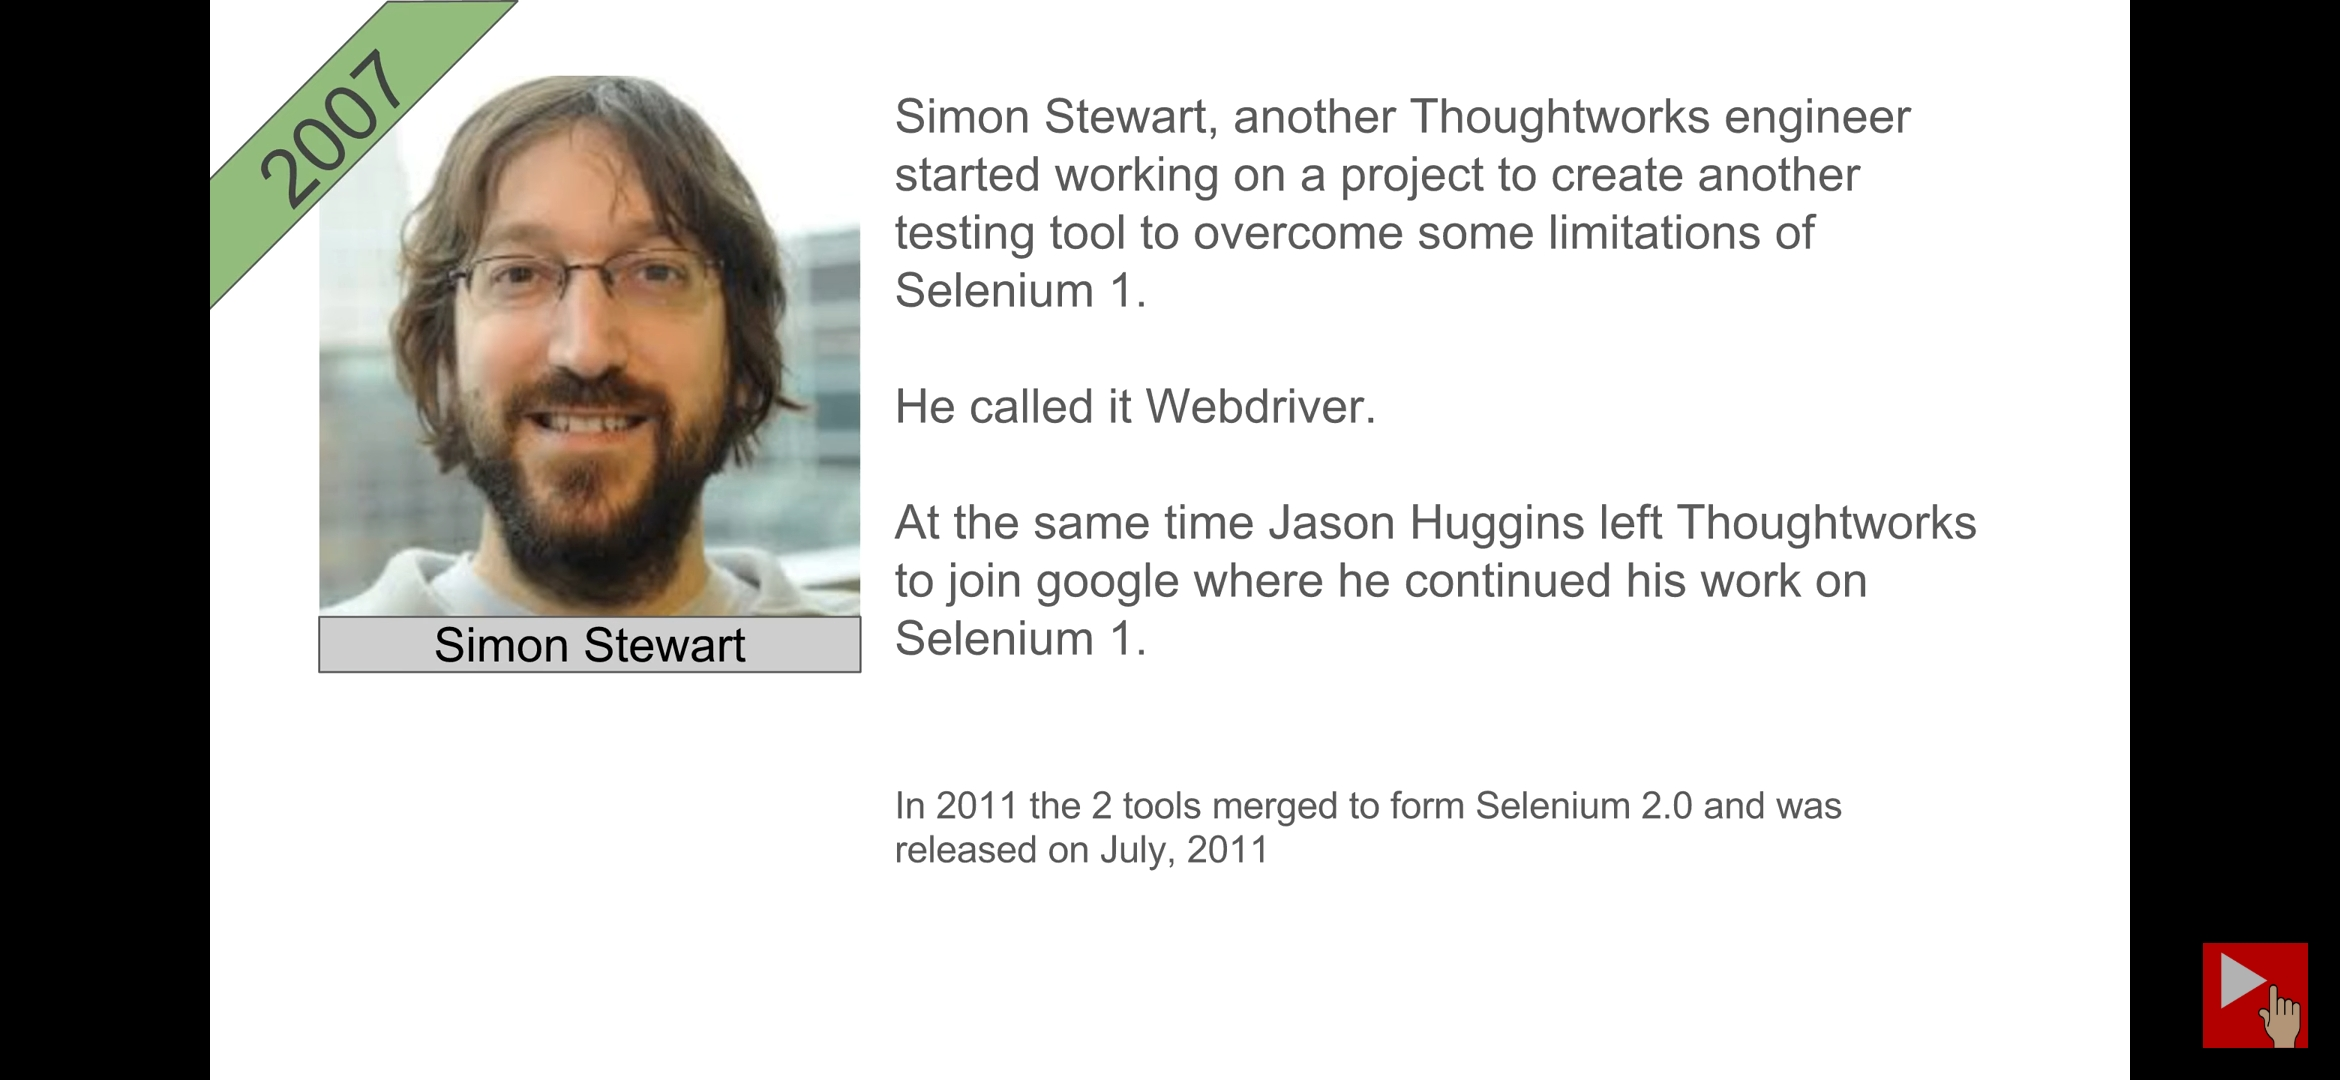 2007
Simon Stewart, another Thoughtworks engineer
started working on a project to create another
testing tool to overcome some limitations of
Selenium 1.
He called it Webdriver.
At the same time Jason Huggins left Thoughtworks
to join google where he continued his work on
Selenium 1.
Simon Stewart
In 2011 the 2 tools merged to form Selenium 2.0 and was
released on July, 2011